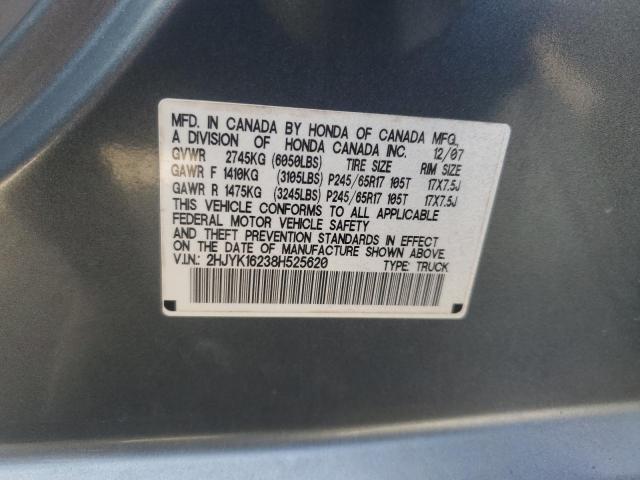 MFD. IN CANADA BY HONDA OF CANADA MFG.,
A DIVISION OF HONDA CANADA INC. 12/07
GVWR 2745KG (6050LBS) TIRE SIZE RIM SIZE
GAWR F 1410KG (3105LBS) P245/65R17 105T 17X7.5J
GAWR R 1475KG (3245LBS) P245/65R17 105T 17X7.5J
THIS VEHICLE CONFORMS TO ALL APPLICABLE
FEDERAL MOTOR VEHICLE SAFETY
AND THEFT PREVENTION STANDARDS IN EFFECT
ON THE DATE OF MANUFACTURE SHOWN ABOVE.
V.I.N.: 2HJYK16238H525620 TYPE: TRUCK